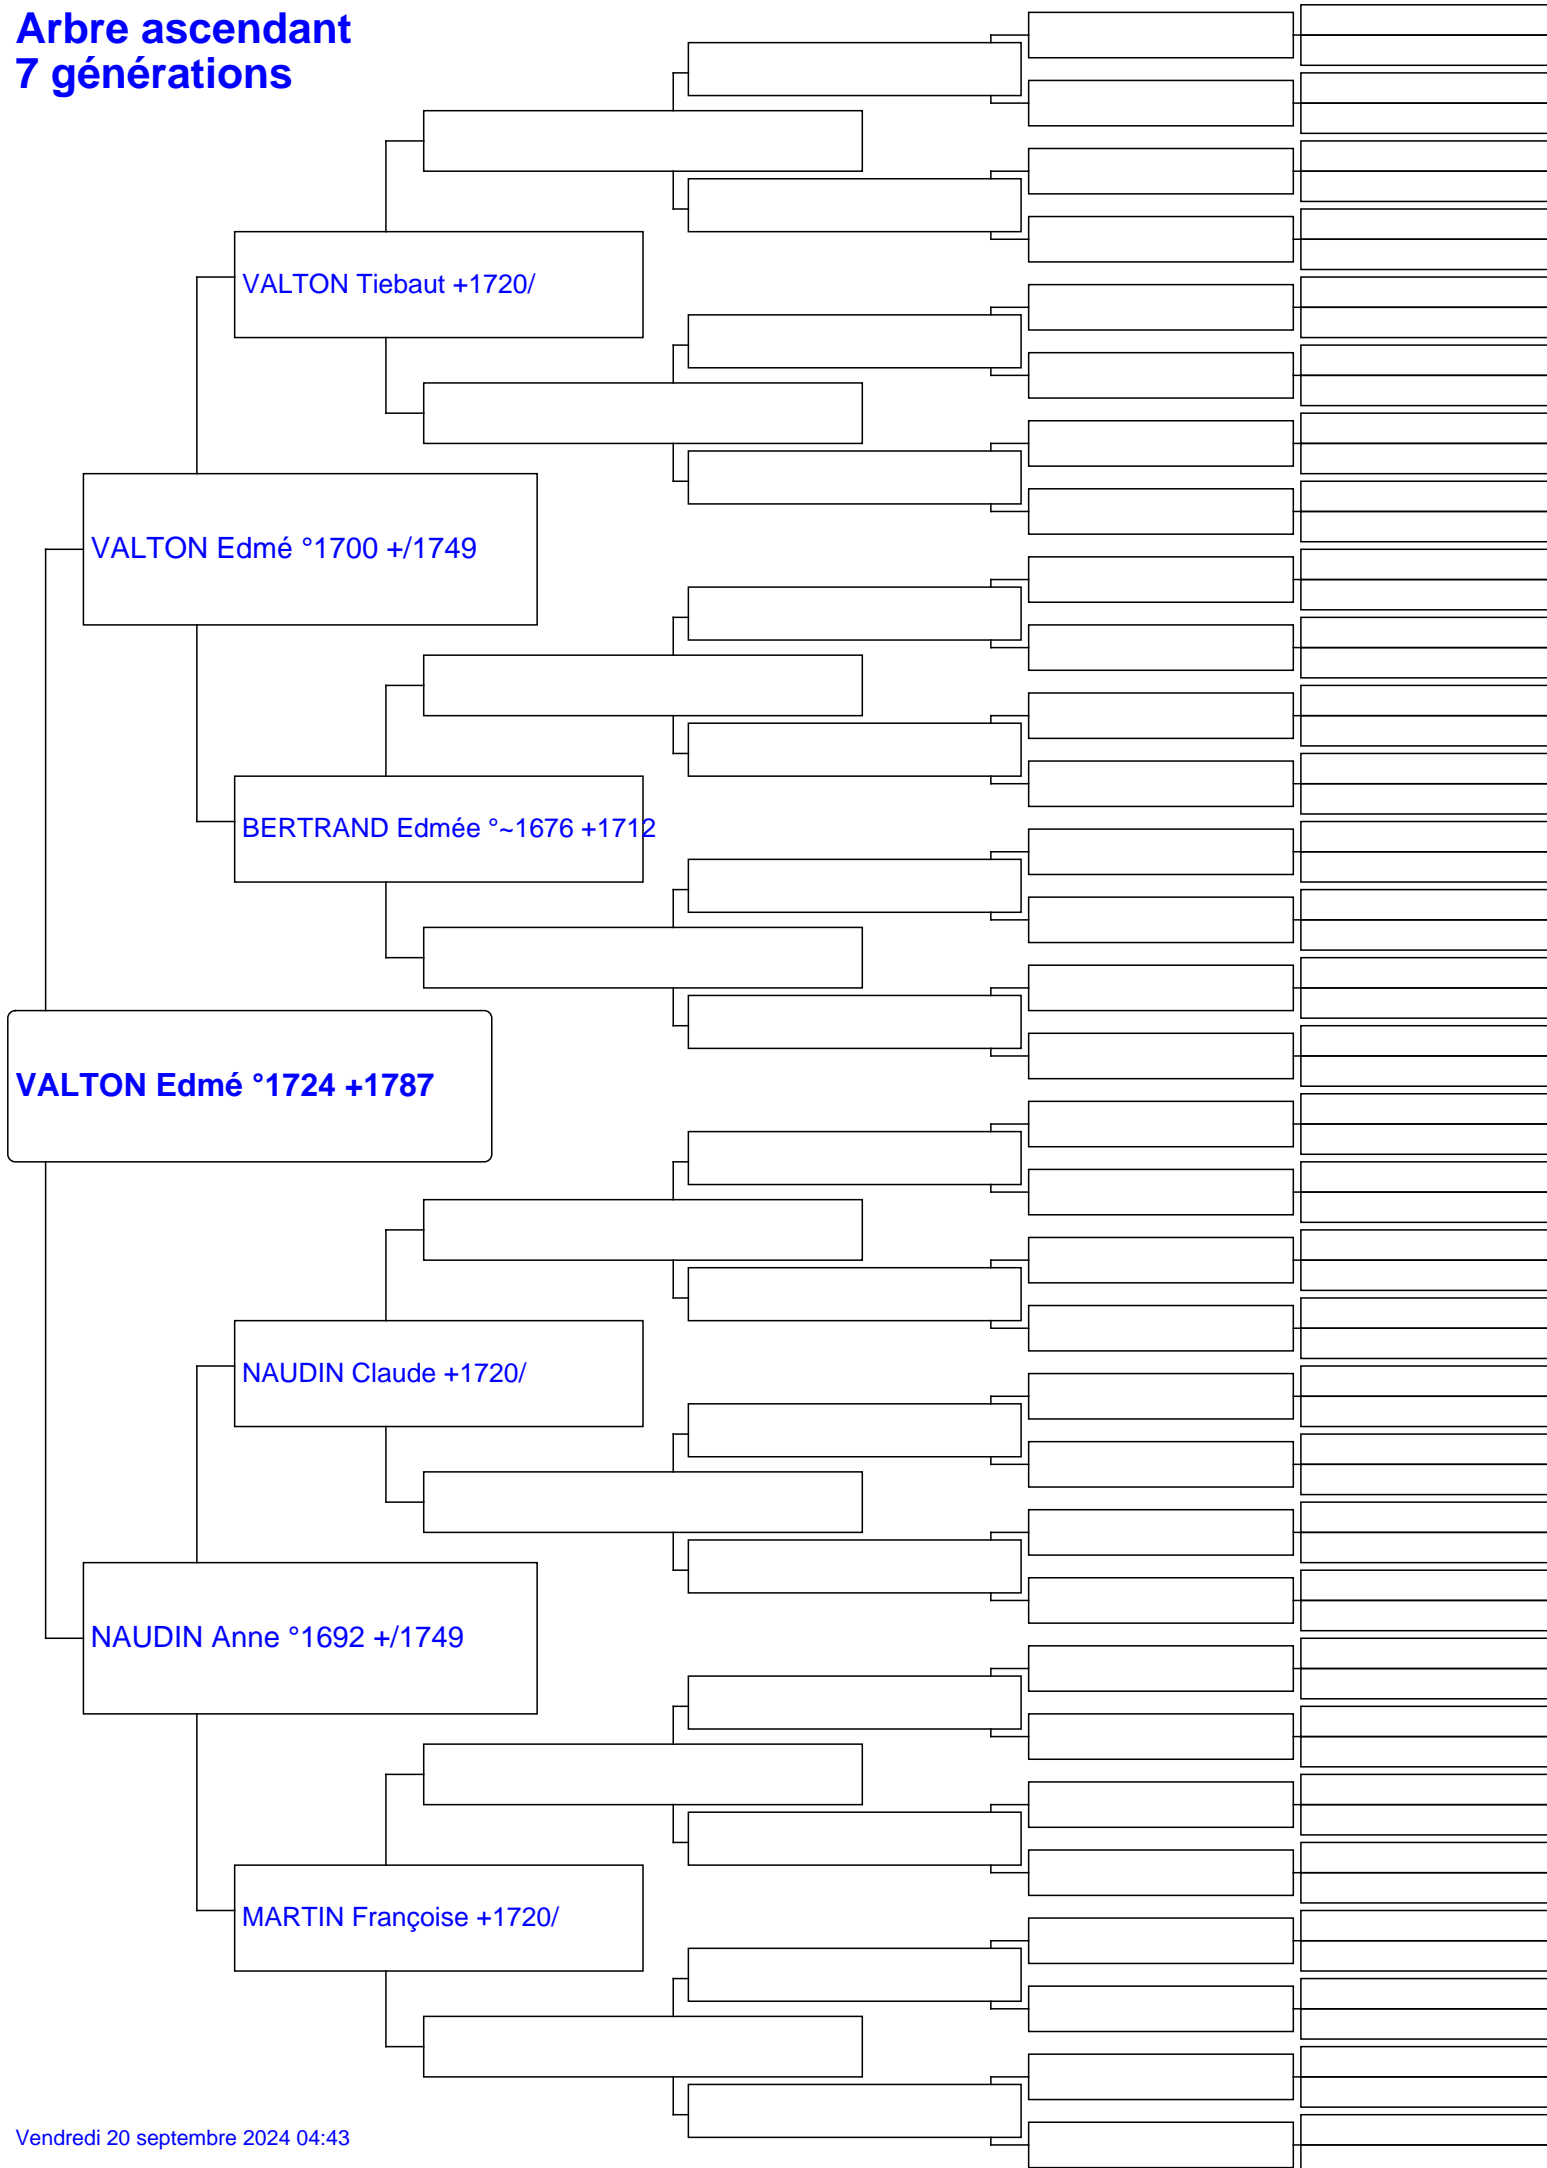 Arbre ascendant
7 générations
VALTON Tiebaut +1720/
VALTON Edmé °1700 +/1749
BERTRAND Edmée °~1676 +1712
VALTON Edmé °1724 +1787
NAUDIN Claude +1720/
NAUDIN Anne °1692 +/1749
MARTIN Françoise +1720/
Vendredi 20 septembre 2024 04:43